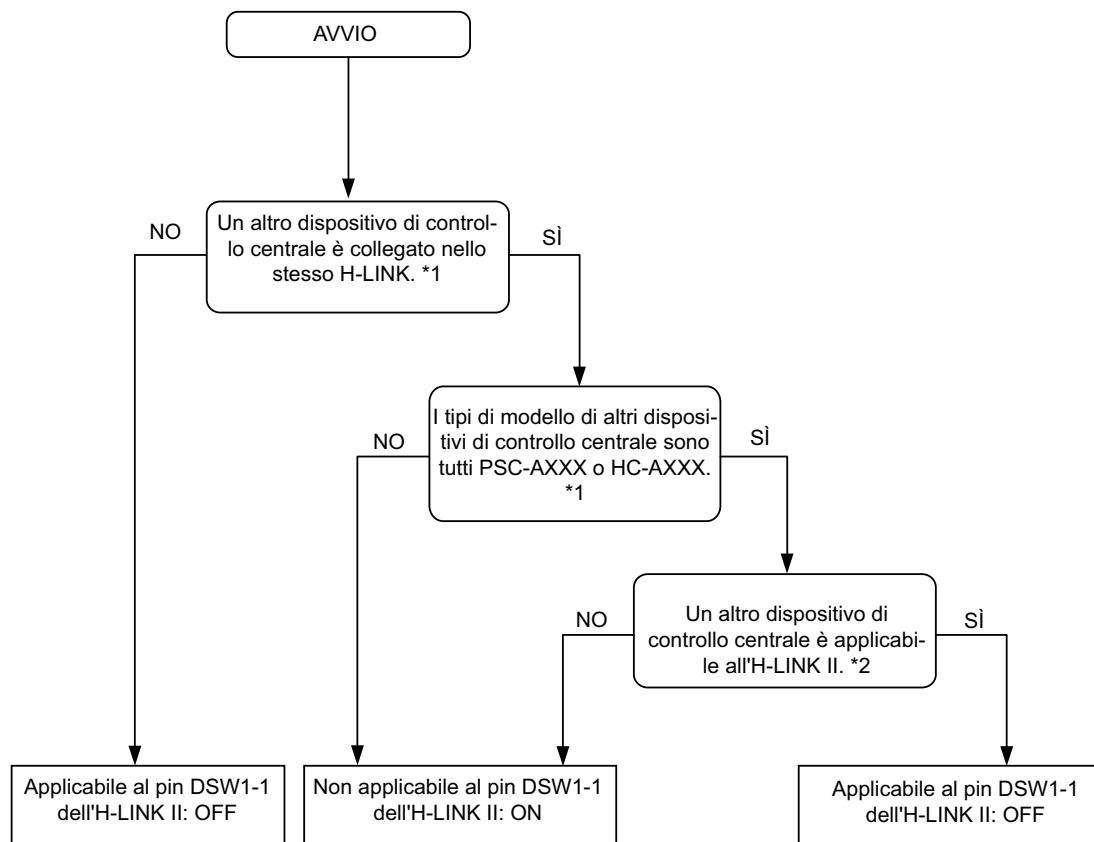 AVVIO
Un altro dispositivo di control-
lo centrale è collegato nello
stesso H-LINK. *1
NO
SÌ
I tipi di modello di altri disposi-
tivi di controllo centrale sono
tutti PSC-AXXX o HC-AXXX.
*1
NO
SÌ
Un altro dispositivo di
controllo centrale è applicabi-
le all'H-LINK II. *2
NO
SÌ
Applicabile al pin DSW1-1
dell'H-LINK II: OFF
Non applicabile al pin DSW1-1
dell'H-LINK II: ON
Applicabile al pin DSW1-1
dell'H-LINK II: OFF